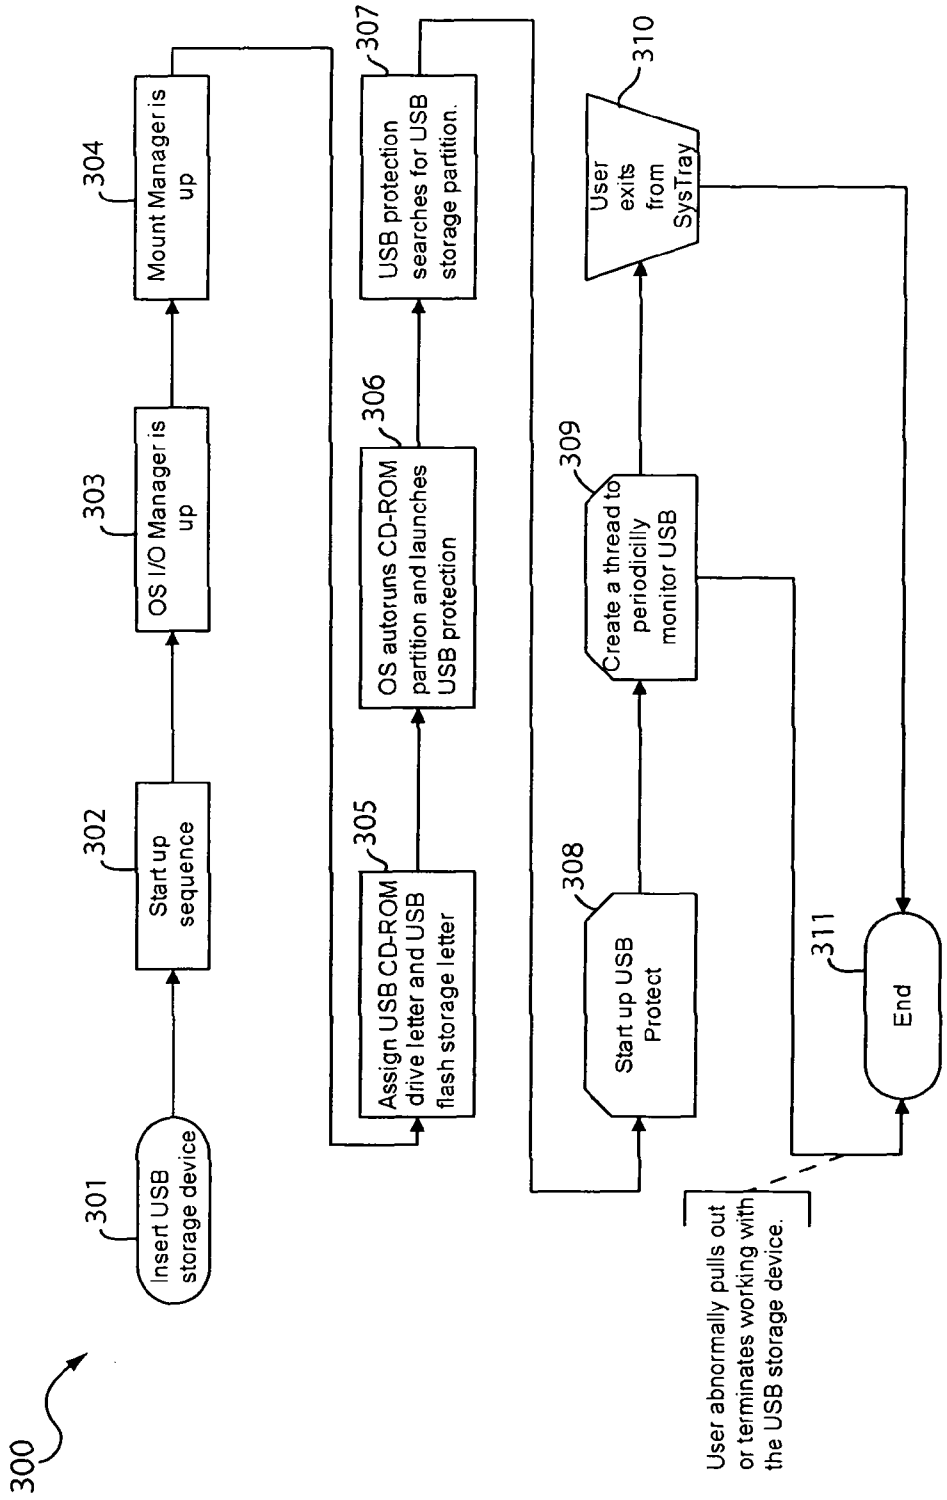 300
301
Insert USB
storage device
302
Start up
sequence
303
OS I/O Manager is
up
304
Mount Manager is
up
305
Assign USB CD-ROM
drive letter and USB
flash storage letter
306
OS autoruns CD-ROM
partition and launches
USB protection
307
USB protection
searches for USB
storage partition.
308
Start up USB
Protect
309
Create a thread to
periodicilly
monitor USB
310
User
exits
from
SysTray
311
End
User abnormally pulls out
or terminates working with
the USB storage device.